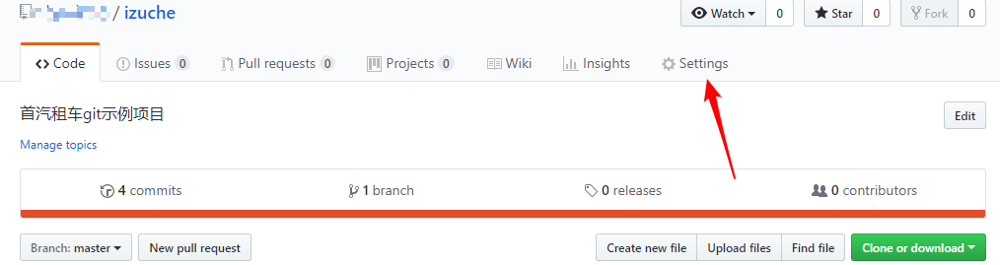 / izuche
Watch 0 Star 0 Fork 0
Code Issues 0 Pull requests 0 Projects 0 Wiki Insights Settings
首汽租车git示例项目
Edit
Manage topics
4 commits 1 branch 0 releases 0 contributors
Branch: master New pull request Create new file Upload files Find file Clone or download